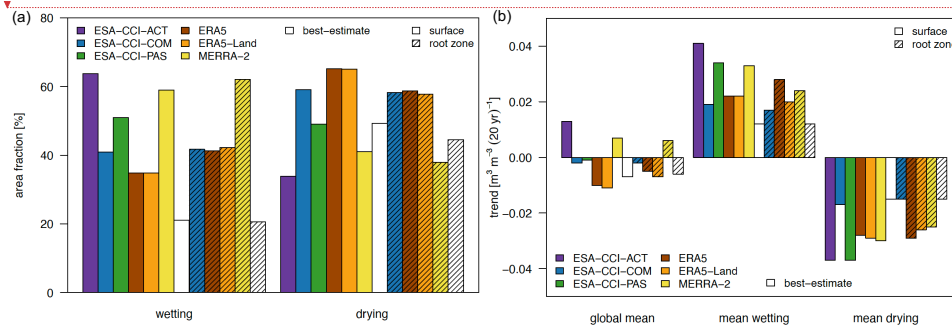 (a)
80
60
40
20
0
area fraction [%]
ESA−CCI−ACT
ESA−CCI−COM
ESA−CCI−PAS
ERA5
ERA5−Land
MERRA−2
best−estimate
surface
root zone
wetting
drying
(b)
0.04
0.02
0.00
−0.02
−0.04
trend [m³ m⁻³ (20 yr)⁻¹]
surface
root zone
ESA−CCI−ACT
ESA−CCI−COM
ESA−CCI−PAS
ERA5
ERA5−Land
MERRA−2
best−estimate
global mean
mean wetting
mean drying